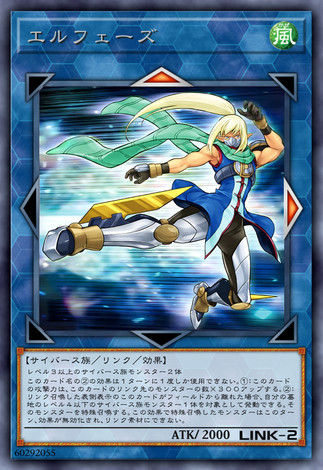 エルフェーズ
風
【サイバース族／リンク／効果】
レベル３以上のサイバース族モンスター２体
このカード名の②の効果は１ターンに１度しか使用できない。①：このカード
の攻撃力は、このカードのリンク先のモンスターの数×３００アップする。②：
リンク召喚した表側表示のこのカードがフィールドから離れた場合、自分の墓
地のレベル４以下のサイバース族モンスター１体を対象として発動できる。そ
のモンスターを特殊召喚する。この効果で特殊召喚したモンスターはこのター
ン、効果が無効化され、リンク素材にできない。
ATK/ 2000 LINK-2
60292055